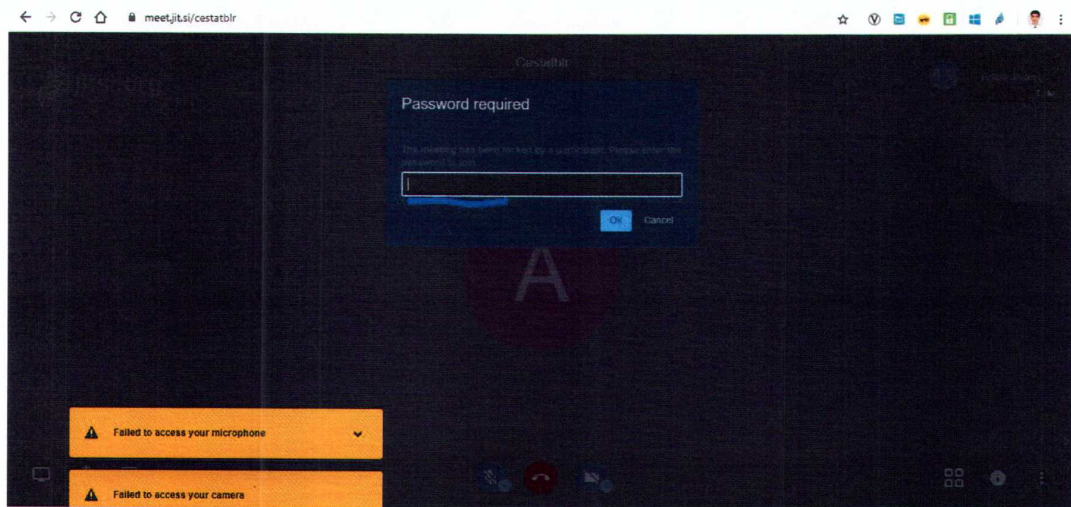 meet.jit.si/cestatblr
Cestatblr
Password required
The meeting has been locked by a participant. Please enter the
password to join.
Ok Cancel
A
Failed to access your microphone
Failed to access your camera